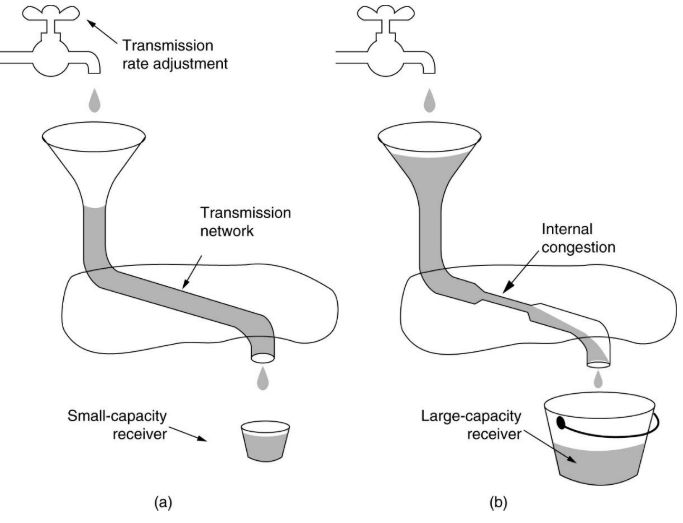 Transmission
rate adjustment
Transmission
network
Internal
congestion
Small-capacity
receiver
Large-capacity
receiver
(a)
(b)